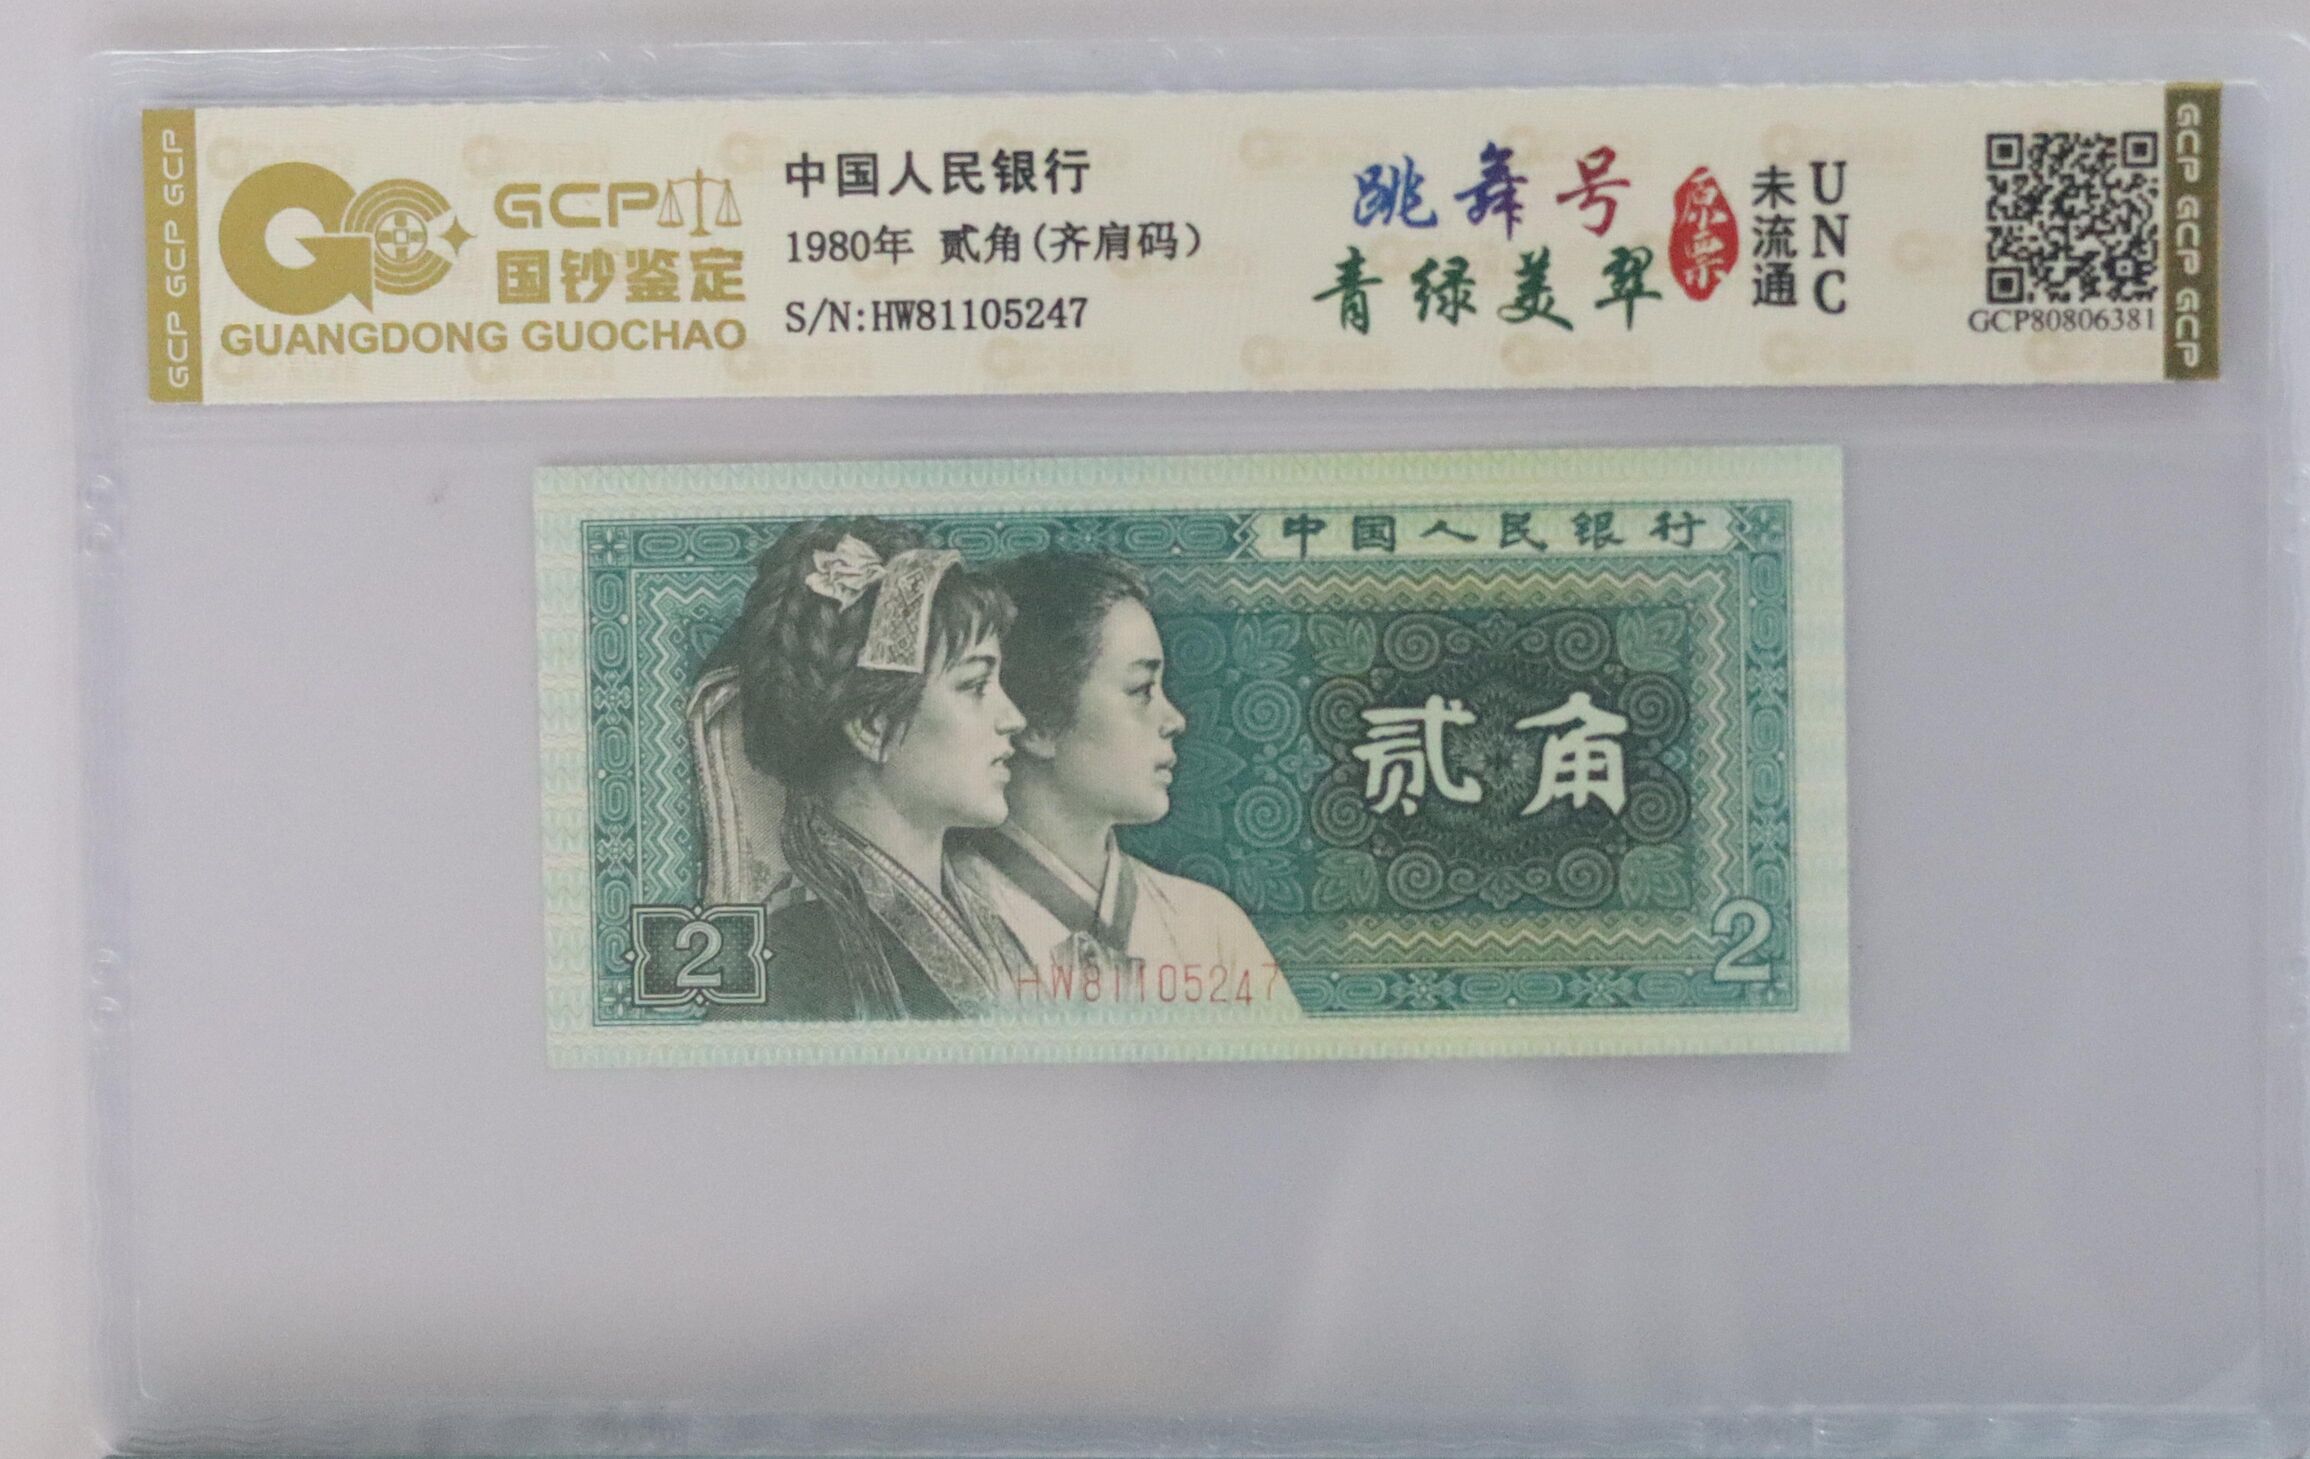 GCP GCP GCP
GCP
国钞鉴定
GUANGDONG GUOCHAO
中国人民银行
1980年 贰角(齐肩码)
S/N:HW81105247
跳舞号
青绿美翠
原票
未流通
UNC
GCP80806381
GCP GCP GCP
中国人民银行
贰角
2
HW81105247
2